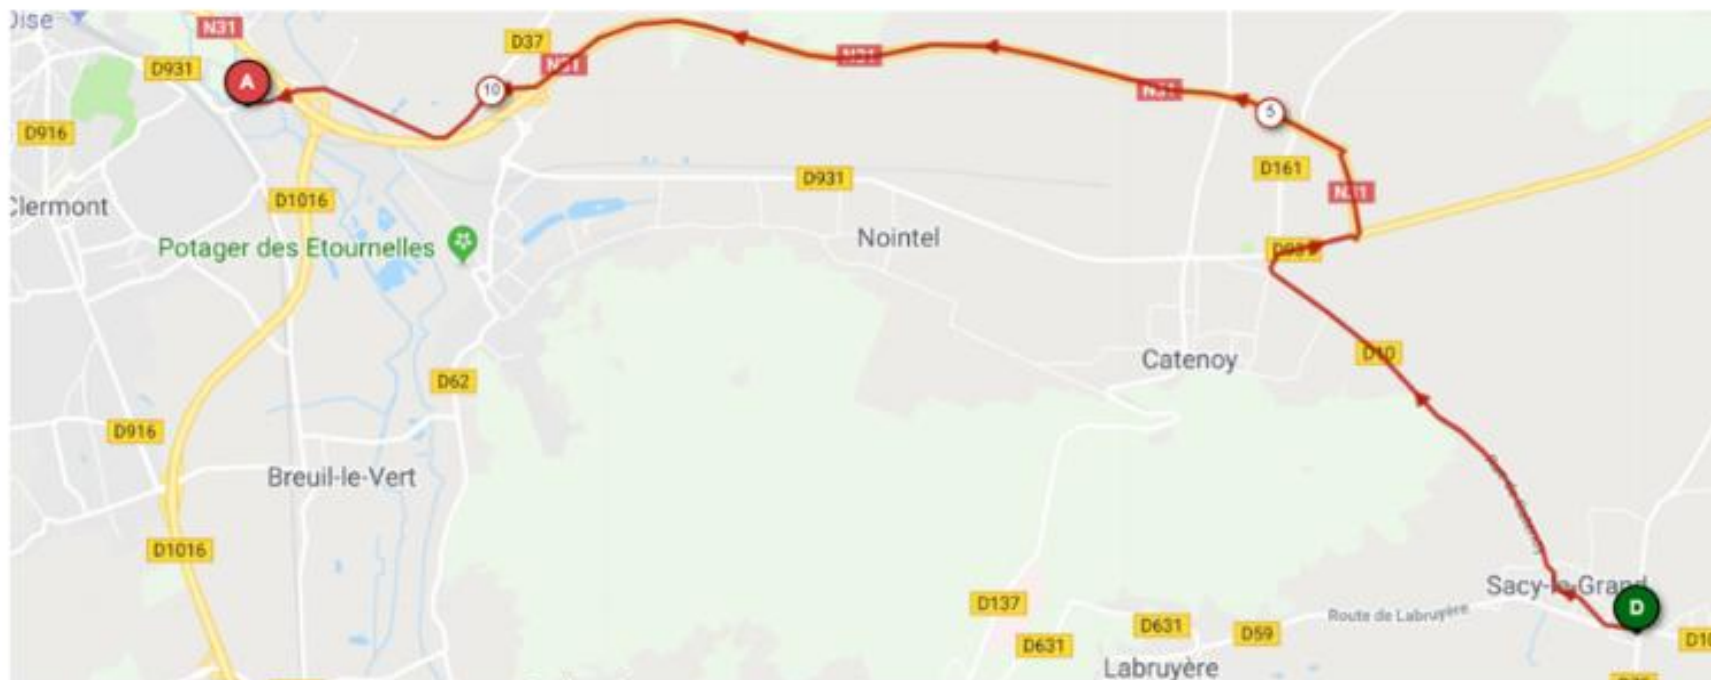 N31
D37
D931
A
N31
N31
10
N31
5
D916
D161
D931
N31
D1016
Clermont
Nointel
Potager des Etournelles
D10
Catenoy
D62
D916
Breuil-le-Vert
D1016
Sacy-le-Grand
D137
D
Route de Labruyère
D631
D59
D631
Labruyère